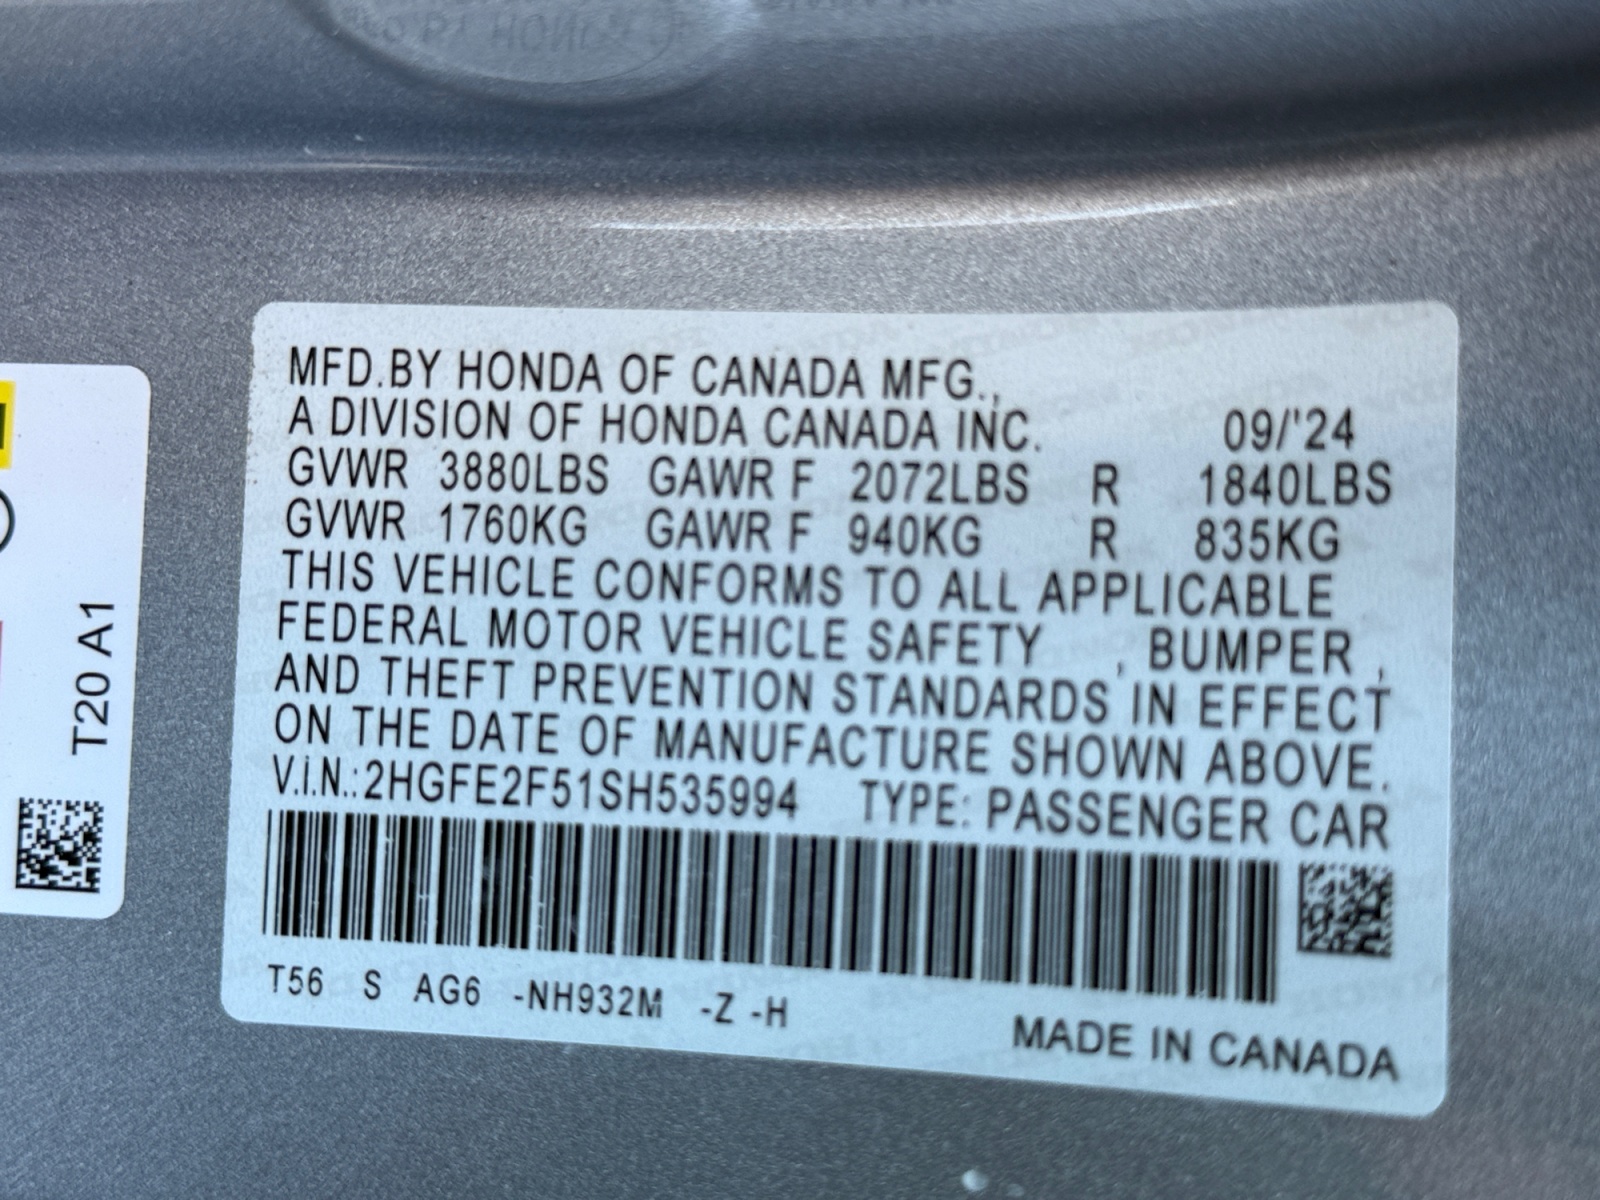 MFD.BY HONDA OF CANADA MFG.,
A DIVISION OF HONDA CANADA INC. 09/'24
GVWR 3880LBS GAWR F 2072LBS R 1840LBS
GVWR 1760KG GAWR F 940KG R 835KG
THIS VEHICLE CONFORMS TO ALL APPLICABLE
FEDERAL MOTOR VEHICLE SAFETY , BUMPER ,
AND THEFT PREVENTION STANDARDS IN EFFECT
ON THE DATE OF MANUFACTURE SHOWN ABOVE.
V.I.N.:2HGFE2F51SH535994 TYPE: PASSENGER CAR
T56 S AG6 -NH932M -Z -H
MADE IN CANADA
T20 A1